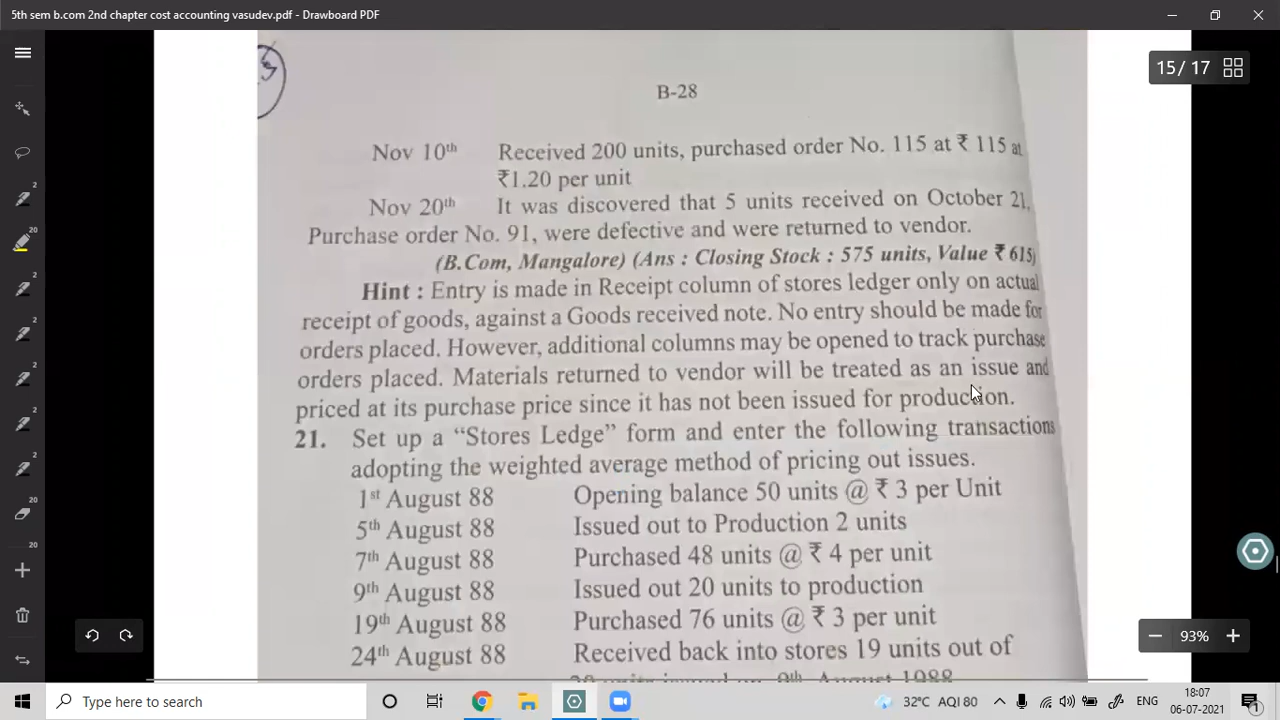 5th sem b.com 2nd chapter cost accounting vasudev.pdf - Drawboard PDF
15 / 17
B-28
Nov 10th Received 200 units, purchased order No. 115 at ₹ 115 at
₹1.20 per unit
Nov 20th It was discovered that 5 units received on October 21,
Purchase order No. 91, were defective and were returned to vendor.
(B.Com, Mangalore) (Ans : Closing Stock : 575 units, Value ₹ 615)
Hint : Entry is made in Receipt column of stores ledger only on actual
receipt of goods, against a Goods received note. No entry should be made for
orders placed. However, additional columns may be opened to track purchase
orders placed. Materials returned to vendor will be treated as an issue and
priced at its purchase price since it has not been issued for production.
21. Set up a “Stores Ledge” form and enter the following transactions
adopting the weighted average method of pricing out issues.
1st August 88 Opening balance 50 units @ ₹ 3 per Unit
5th August 88 Issued out to Production 2 units
7th August 88 Purchased 48 units @ ₹ 4 per unit
9th August 88 Issued out 20 units to production
19th August 88 Purchased 76 units @ ₹ 3 per unit
24th August 88 Received back into stores 19 units out of
93%
Type here to search
32°C AQI 80
ENG
18:07
06-07-2021